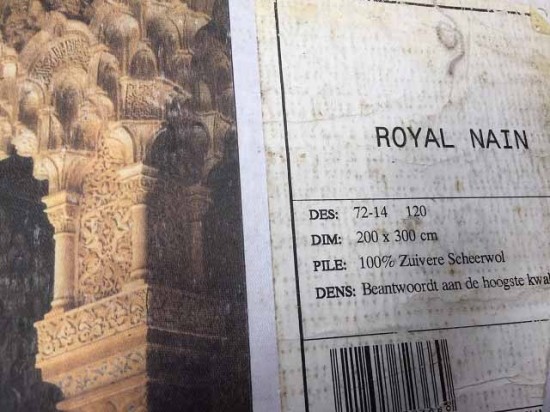 ROYAL NAIN
DES: 72-14 120
DIM: 200 x 300 cm
PILE: 100% Zuivere Scheerwol
DENS: Beantwoordt aan de hoogste